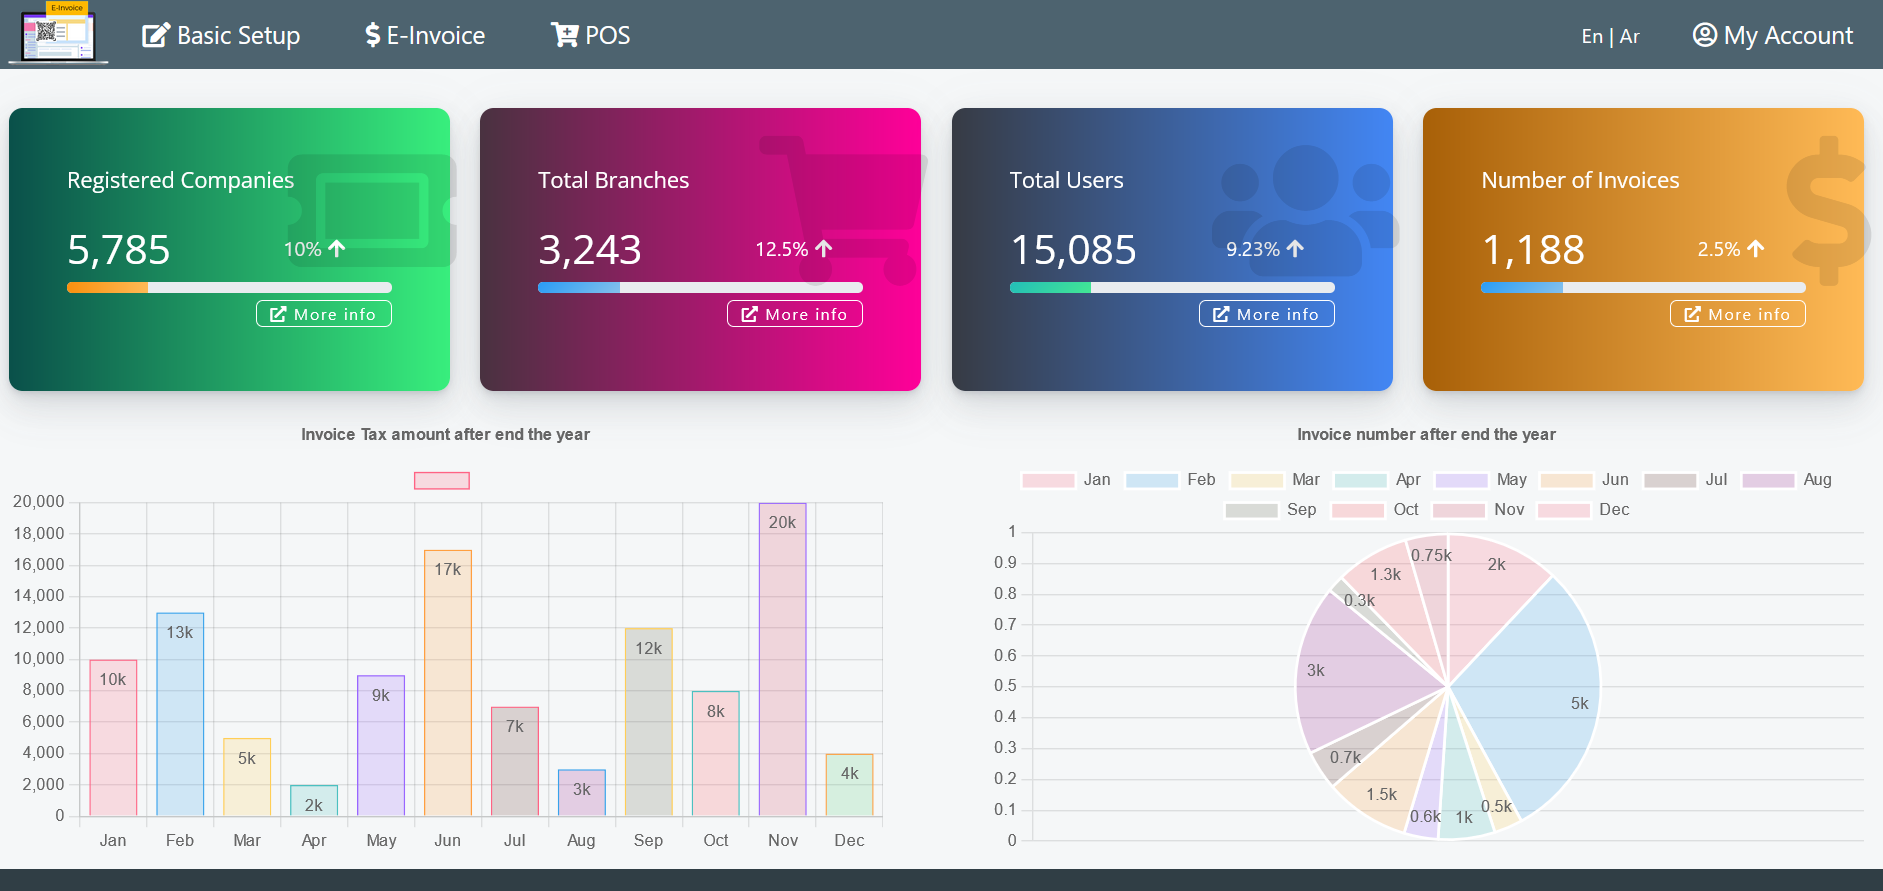 E-Invoice
Basic Setup
E-Invoice
POS
En | Ar
My Account
Registered Companies
5,785
10%
More info
Total Branches
3,243
12.5%
More info
Total Users
15,085
9.23%
More info
Number of Invoices
1,188
2.5%
More info
Invoice Tax amount after end the year
20,000
18,000
16,000
14,000
12,000
10,000
8,000
6,000
4,000
2,000
0
10k
13k
5k
2k
9k
17k
7k
3k
12k
8k
20k
4k
Jan Feb Mar Apr May Jun Jul Aug Sep Oct Nov Dec
Invoice number after end the year
Jan Feb Mar Apr May Jun Jul Aug
Sep Oct Nov Dec
1
0.9
0.8
0.7
0.6
0.5
0.4
0.3
0.2
0.1
0
2k
5k
0.5k
1k
0.6k
1.5k
0.7k
3k
0.3k
1.3k
0.75k